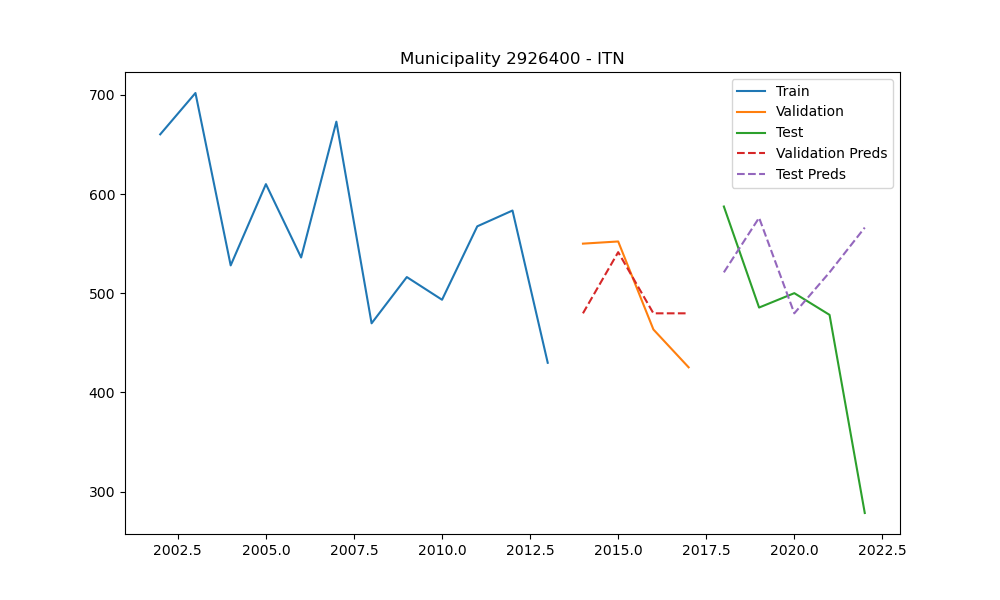 Municipality 2926400 - ITN
700
600
500
400
300
2002.5 2005.0 2007.5 2010.0 2012.5 2015.0 2017.5 2020.0 2022.5
Train
Validation
Test
Validation Preds
Test Preds